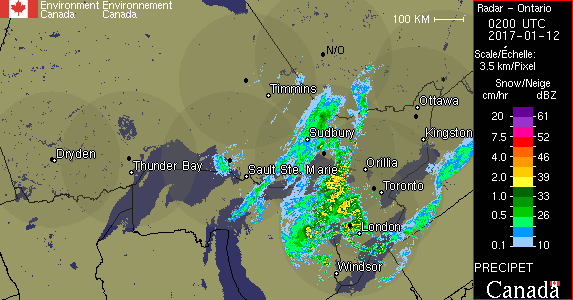 Environment Environnement
Canada Canada
100 KM
N/O
Timmins
Ottawa
Sudbury
Kingston
Dryden
Thunder Bay
Sault Ste. Marie
Orillia
Toronto
London
Windsor
Radar - Ontario
0200 UTC
2017-01-12
Scale/Échelle:
3.5 km/Pixel
Snow/Neige
cm/hr dBZ
20 61
7.5 52
4.0 46
2.0 39
1.0 33
0.5 26
0.1 10
PRECIPET
Canada